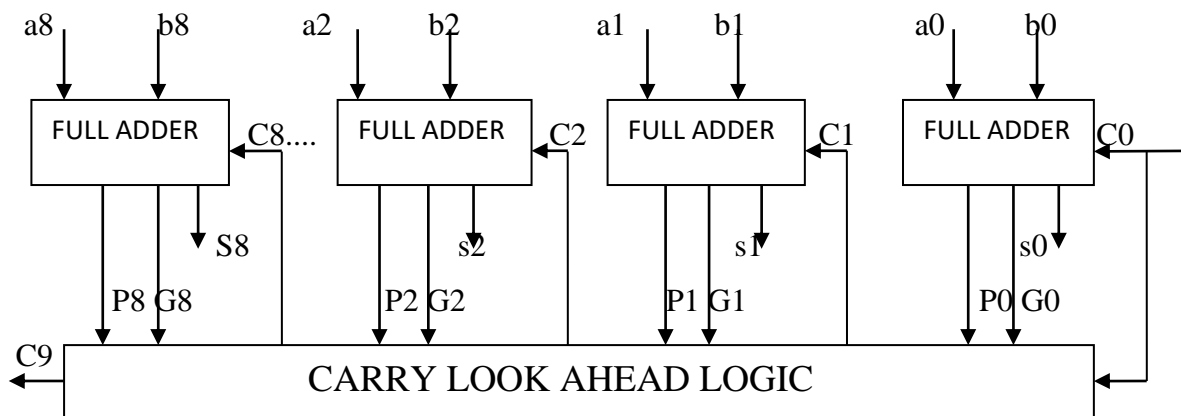 a8 b8 a2 b2 a1 b1 a0 b0
FULL ADDER C8.... FULL ADDER C2 FULL ADDER C1 FULL ADDER C0
S8 s2 s1 s0
P8 G8 P2 G2 P1 G1 P0 G0
C9
CARRY LOOK AHEAD LOGIC